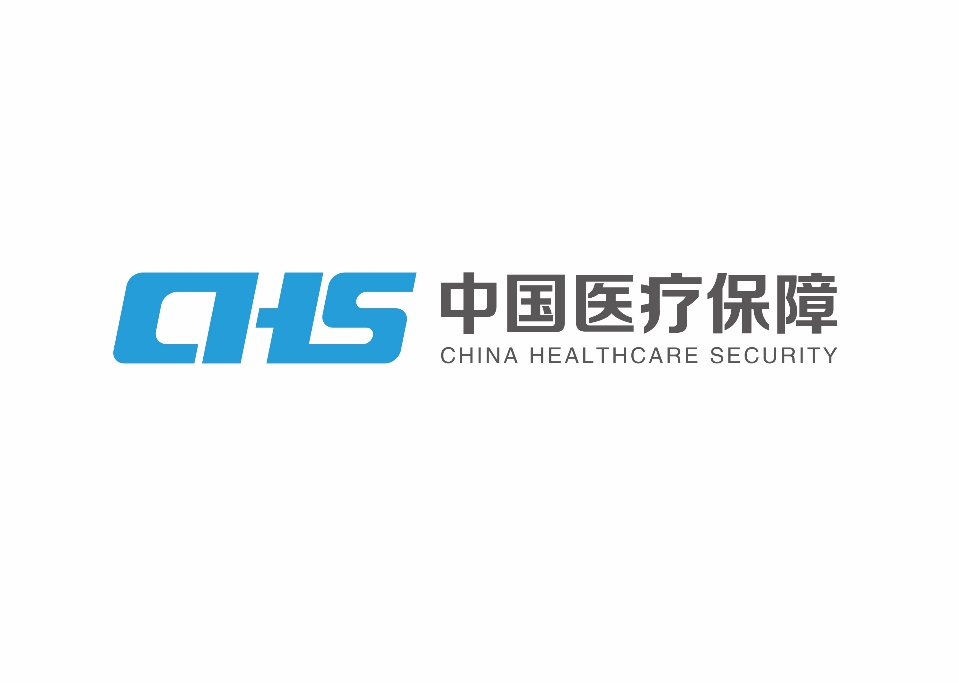 CHS
中国医疗保障
CHINA HEALTHCARE SECURITY